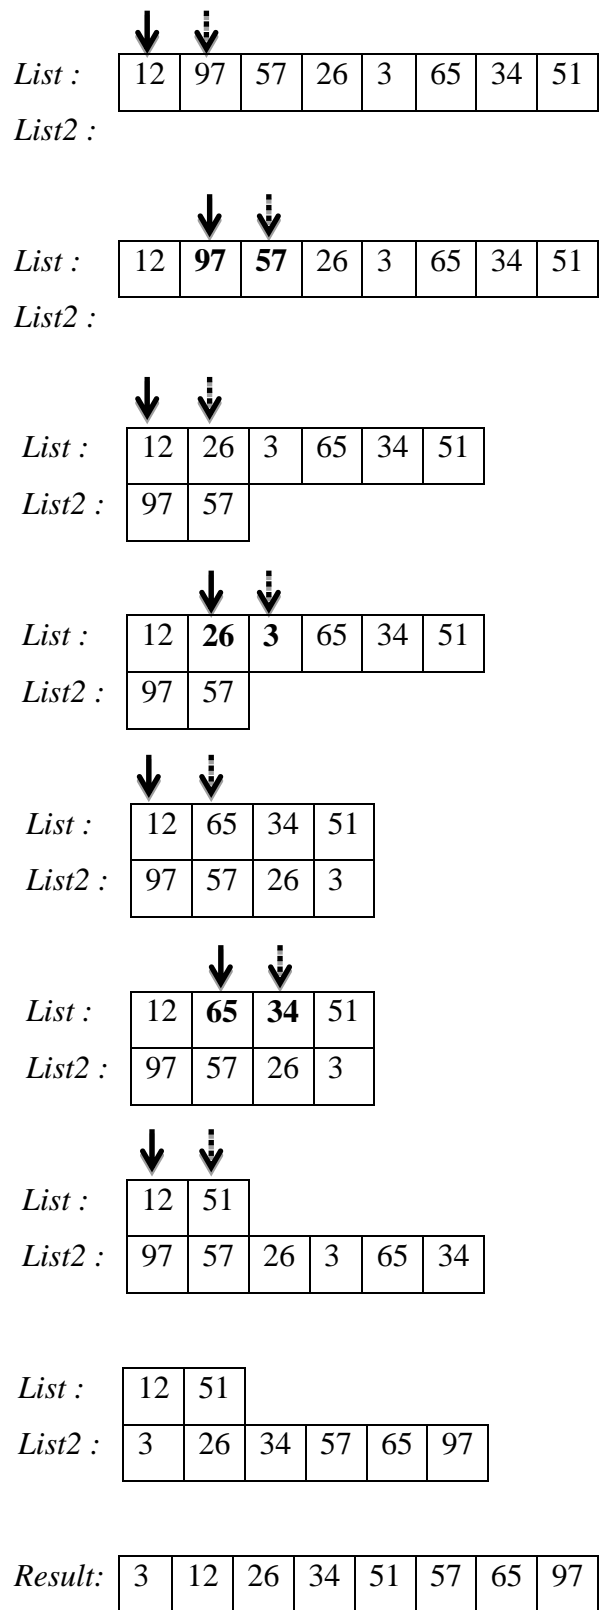 List : 12 97 57 26 3 65 34 51
List2 :
List : 12 97 57 26 3 65 34 51
List2 :
List : 12 26 3 65 34 51
List2 : 97 57
List : 12 26 3 65 34 51
List2 : 97 57
List : 12 65 34 51
List2 : 97 57 26 3
List : 12 65 34 51
List2 : 97 57 26 3
List : 12 51
List2 : 97 57 26 3 65 34
List : 12 51
List2 : 3 26 34 57 65 97
Result: 3 12 26 34 51 57 65 97